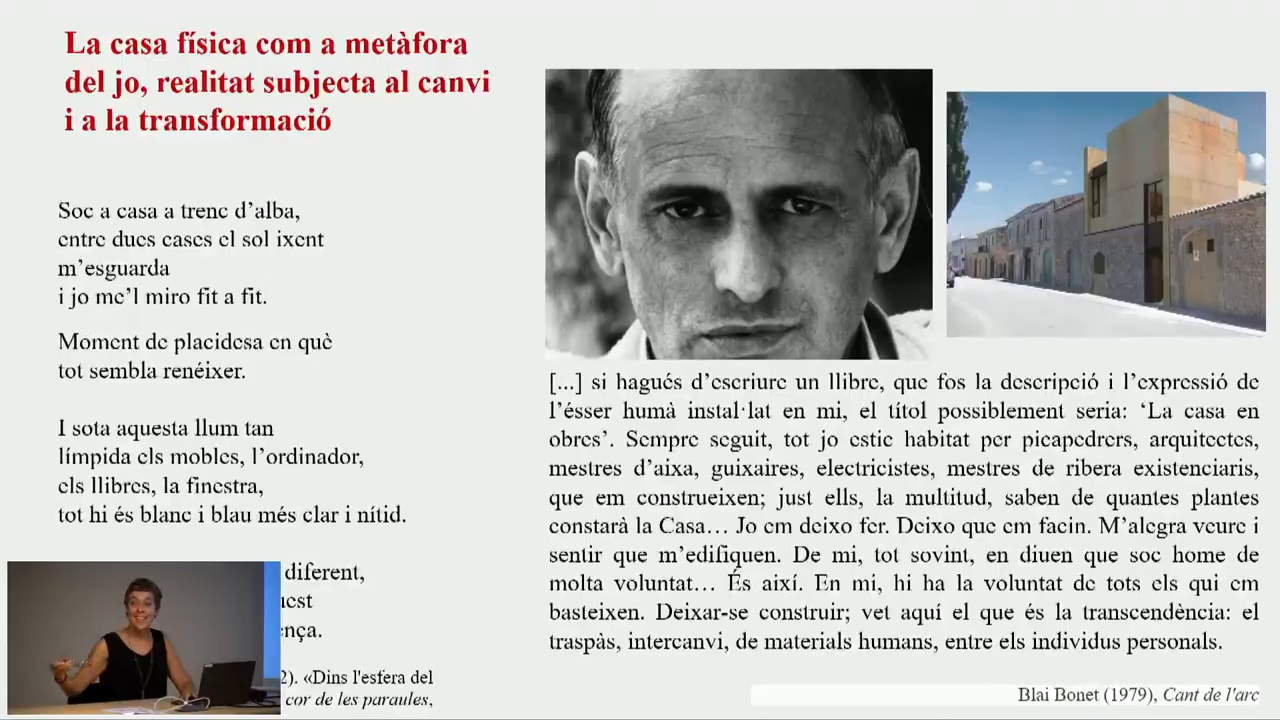 La casa física com a metàfora
del jo, realitat subjecta al canvi
i a la transformació
Soc a casa a trenc d’alba,
entre dues cases el sol ixent
m’esguarda
i jo me’l miro fit a fit.
Moment de placidesa en què
tot sembla renéixer.
I sota aquesta llum tan
límpida els mobles, l’ordinador,
els llibres, la finestra,
tot hi és blanc i blau més clar i nítid.
diferent,
2). «Dins l'esfera del
cor de les paraules,
[...] si hagués d’escriure un llibre, que fos la descripció i l’expressió de
l’ésser humà instal·lat en mi, el títol possiblement seria: ‘La casa en
obres’. Sempre seguit, tot jo estic habitat per picapedrers, arquitectes,
mestres d’aixa, guixaires, electricistes, mestres de ribera existenciaris,
que em construeixen; just ells, la multitud, saben de quantes plantes
constarà la Casa… Jo em deixo fer. Deixo que em facin. M’alegra veure i
sentir que m’edifiquen. De mi, tot sovint, en diuen que soc home de
molta voluntat… És així. En mi, hi ha la voluntat de tots els qui em
basteixen. Deixar-se construir; vet aquí el que és la transcendència: el
traspàs, intercanvi, de materials humans, entre els individus personals.
Blai Bonet (1979), Cant de l'arc